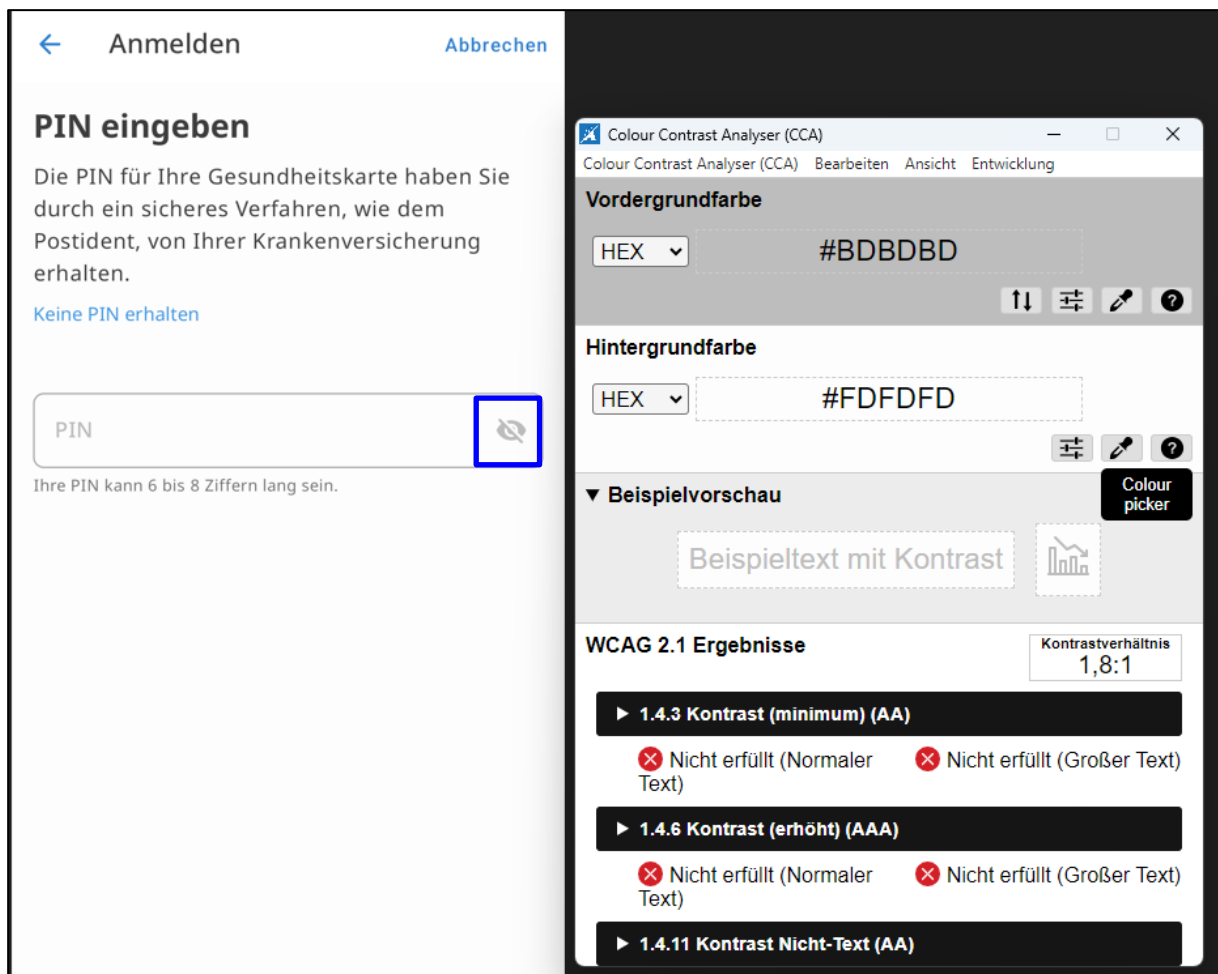 Anmelden
Abbrechen
PIN eingeben
Die PIN für Ihre Gesundheitskarte haben Sie
durch ein sicheres Verfahren, wie dem
Postident, von Ihrer Krankenversicherung
erhalten.
Keine PIN erhalten
PIN
Ihre PIN kann 6 bis 8 Ziffern lang sein.
Colour Contrast Analyser (CCA)
Colour Contrast Analyser (CCA) Bearbeiten Ansicht Entwicklung
Vordergrundfarbe
HEX #BDBDBD
Hintergrundfarbe
HEX #FDFDFD
Colour
picker
Beispielvorschau
Beispieltext mit Kontrast
WCAG 2.1 Ergebnisse
Kontrastverhältnis
1,8:1
1.4.3 Kontrast (minimum) (AA)
Nicht erfüllt (Normaler
Text)
Nicht erfüllt (Großer Text)
1.4.6 Kontrast (erhöht) (AAA)
Nicht erfüllt (Normaler
Text)
Nicht erfüllt (Großer Text)
1.4.11 Kontrast Nicht-Text (AA)